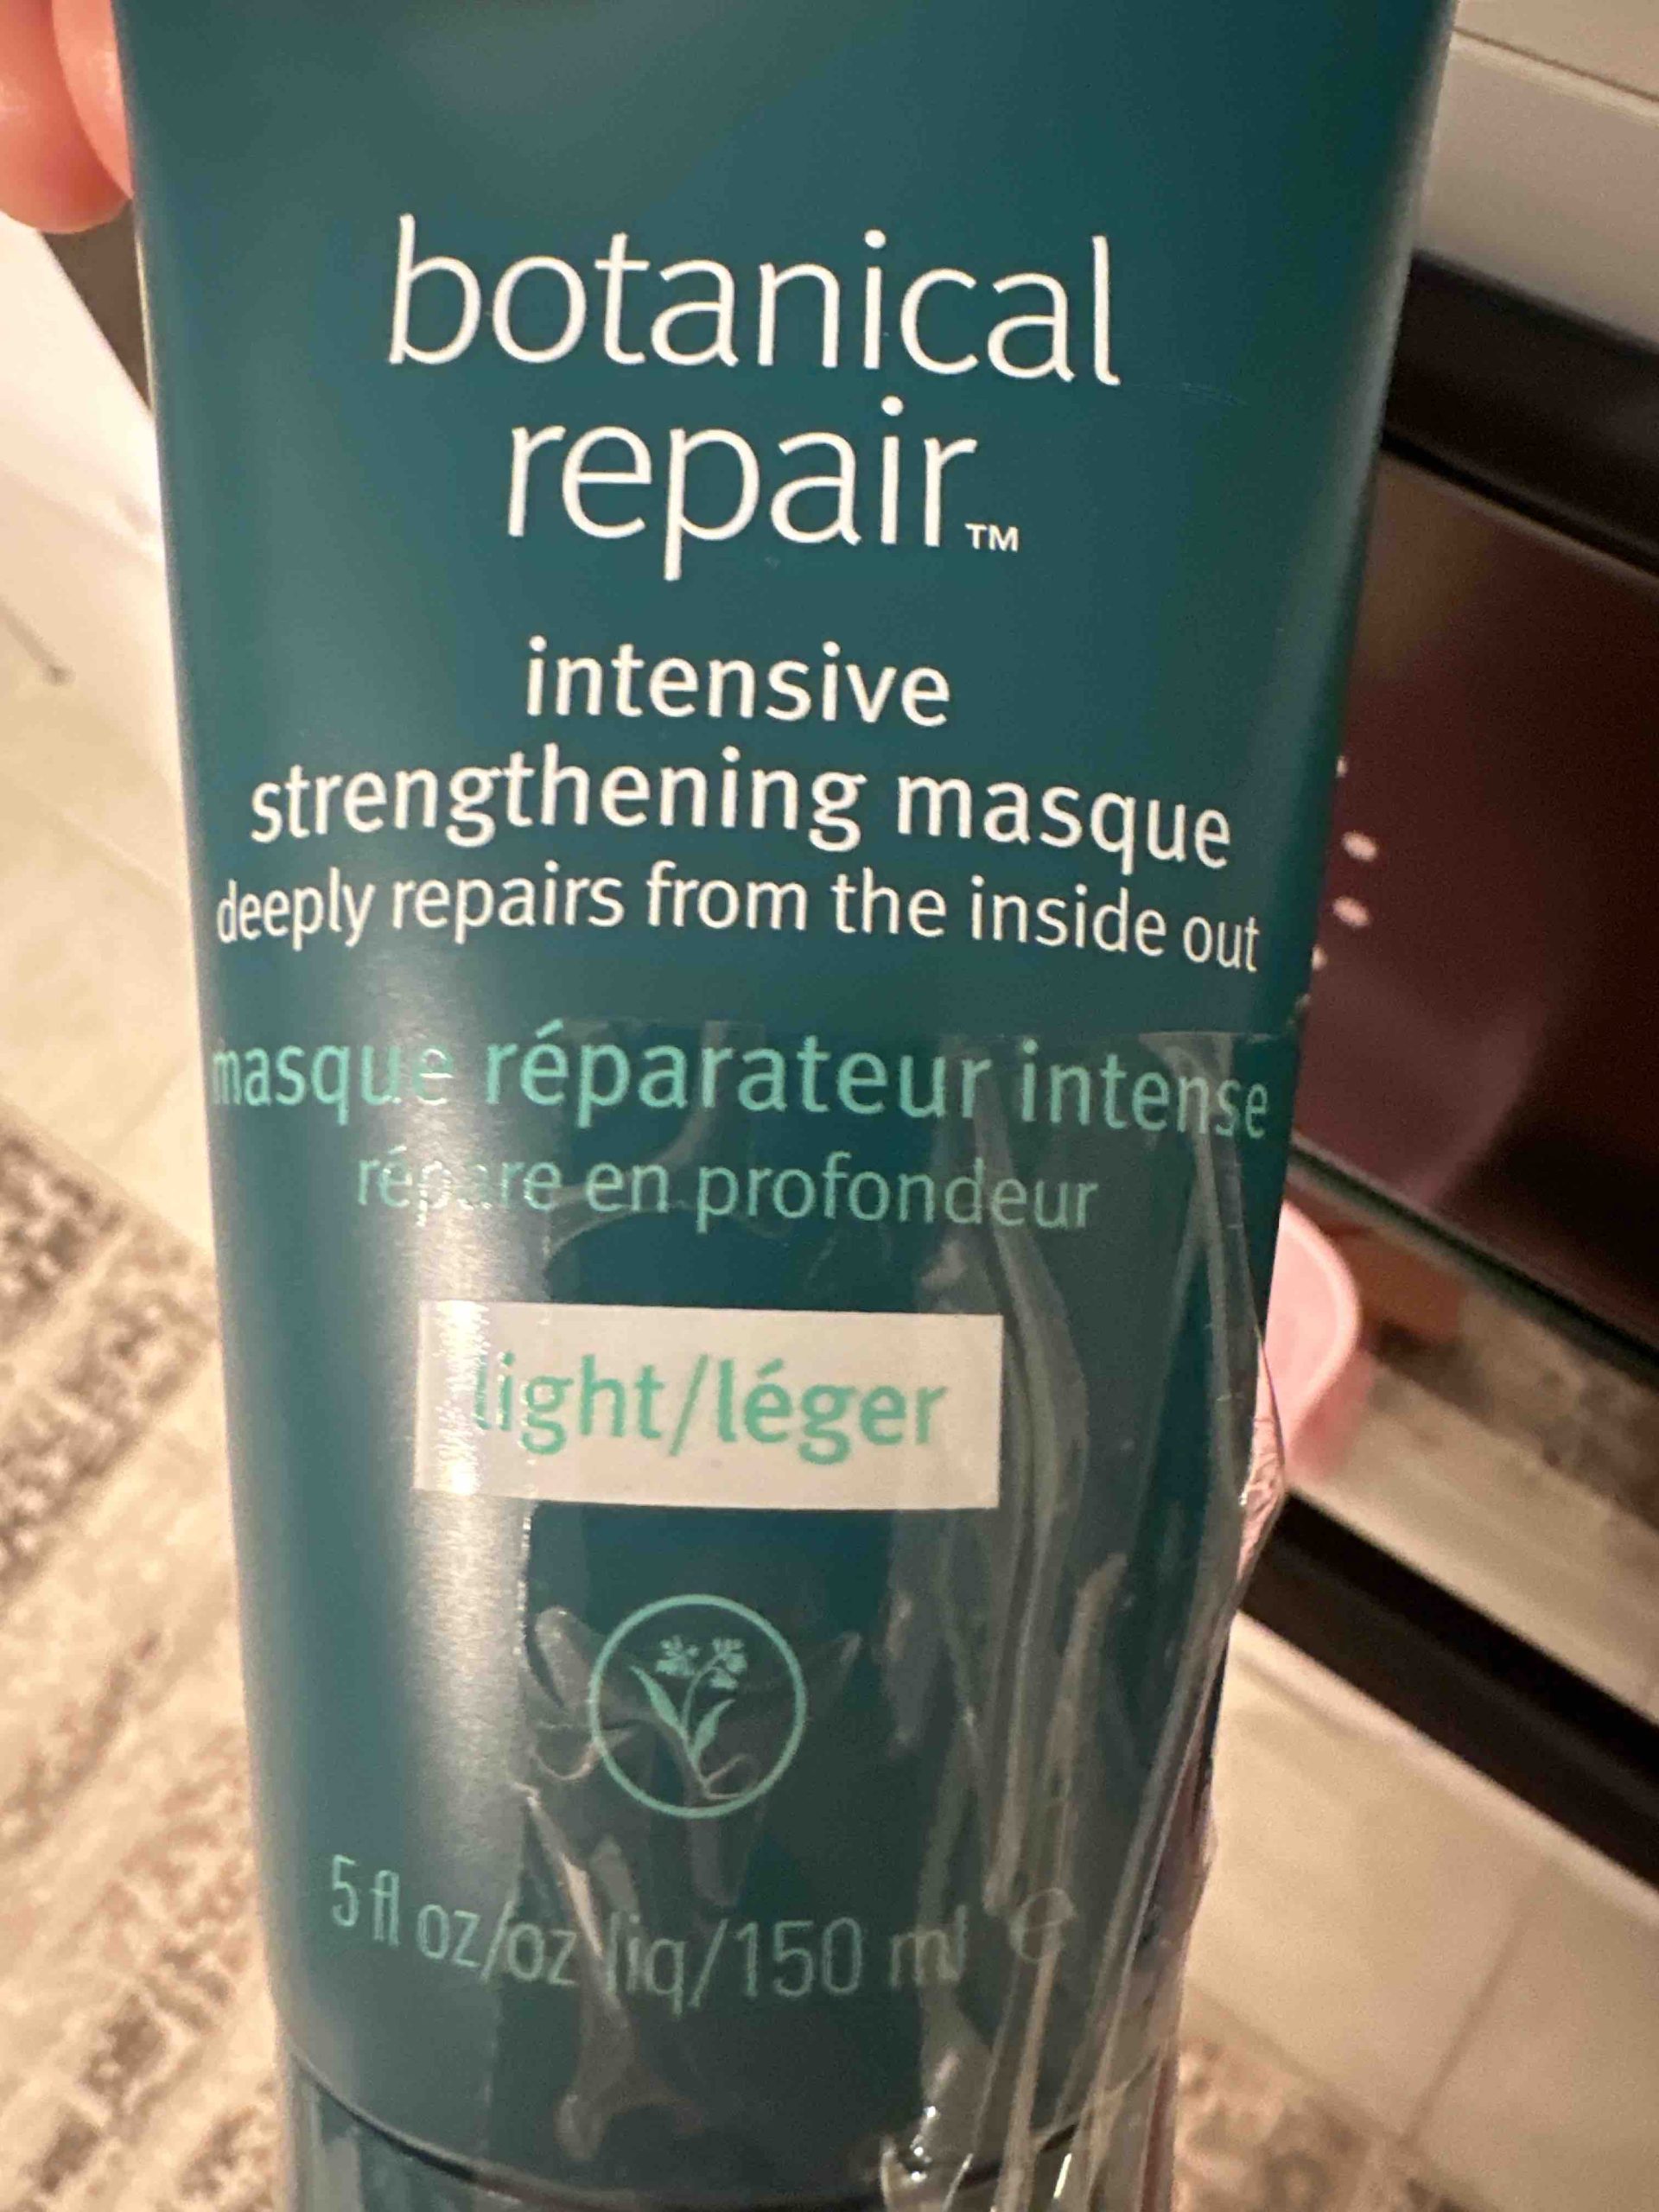 botanical
repair™
intensive
strengthening masque
deeply repairs from the inside out
masque réparateur intense
répare en profondeur
light/léger
5 fl oz/oz liq/150 ml e